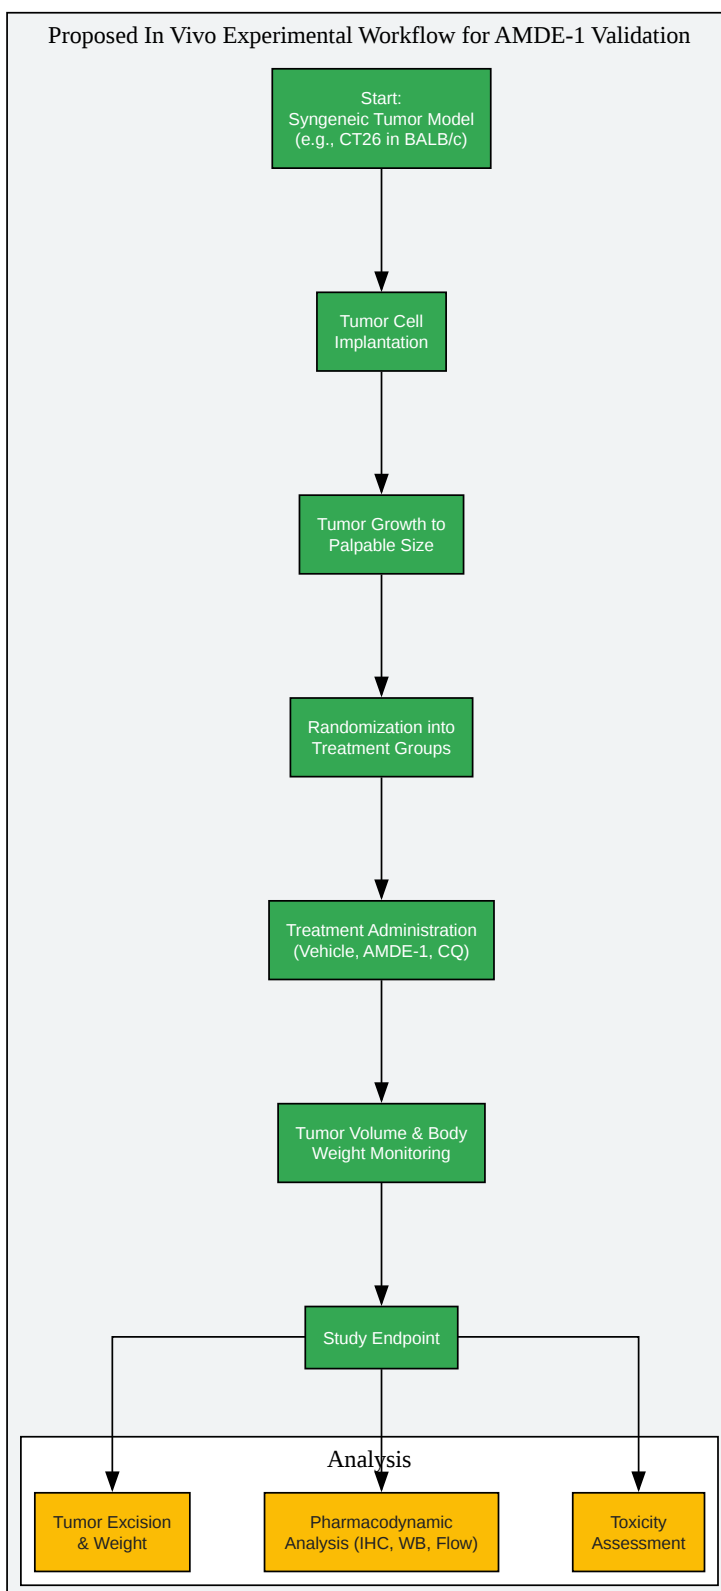 Proposed In Vivo Experimental Workflow for AMDE-1 Validation
Start:
Syngeneic Tumor Model
(e.g., CT26 in BALB/c)
Tumor Cell
Implantation
Tumor Growth to
Palpable Size
Randomization into
Treatment Groups
Treatment Administration
(Vehicle, AMDE-1, CQ)
Tumor Volume & Body
Weight Monitoring
Study Endpoint
Analysis
Tumor Excision
& Weight
Pharmacodynamic
Analysis (IHC, WB, Flow)
Toxicity
Assessment